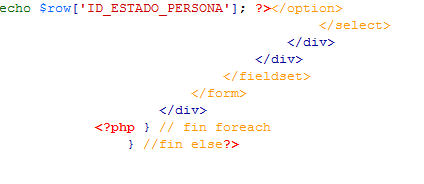 echo $row['ID_ESTADO_PERSONA']; ?></option>
</select>
</div>
</div>
</fieldset>
</form>
</div>
<?php } // fin foreach
} //fin else?>